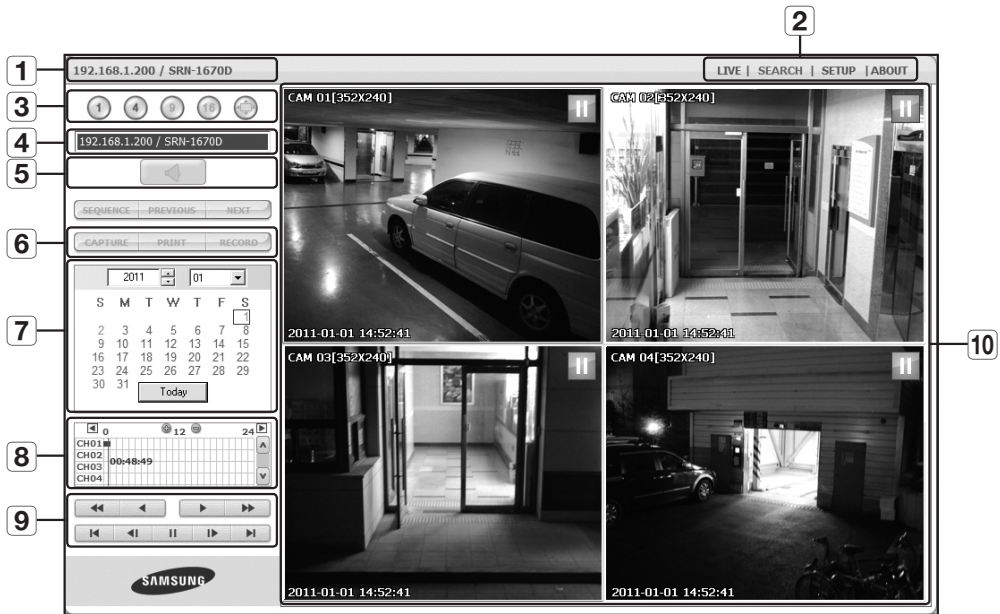 2
1
192.168.1.200 / SRN-1670D
LIVE | SEARCH | SETUP |ABOUT
3
1 4 9 16
4
192.168.1.200 / SRN-1670D
5
SEQUENCE PREVIOUS NEXT
6
CAPTURE PRINT RECORD
7
2011 01
S M T W T F S
1
2 3 4 5 6 7 8
9 10 11 12 13 14 15
16 17 18 19 20 21 22
23 24 25 26 27 28 29
30 31
Today
8
0 12 24
CH01
CH02
00:48:49
CH03
CH04
9
SAMSUNG
CAM 01[352X240]
2011-01-01 14:52:41
CAM 02[352X240]
2011-01-01 14:52:41
CAM 03[352X240]
2011-01-01 14:52:41
CAM 04[352X240]
2011-01-01 14:52:41
10